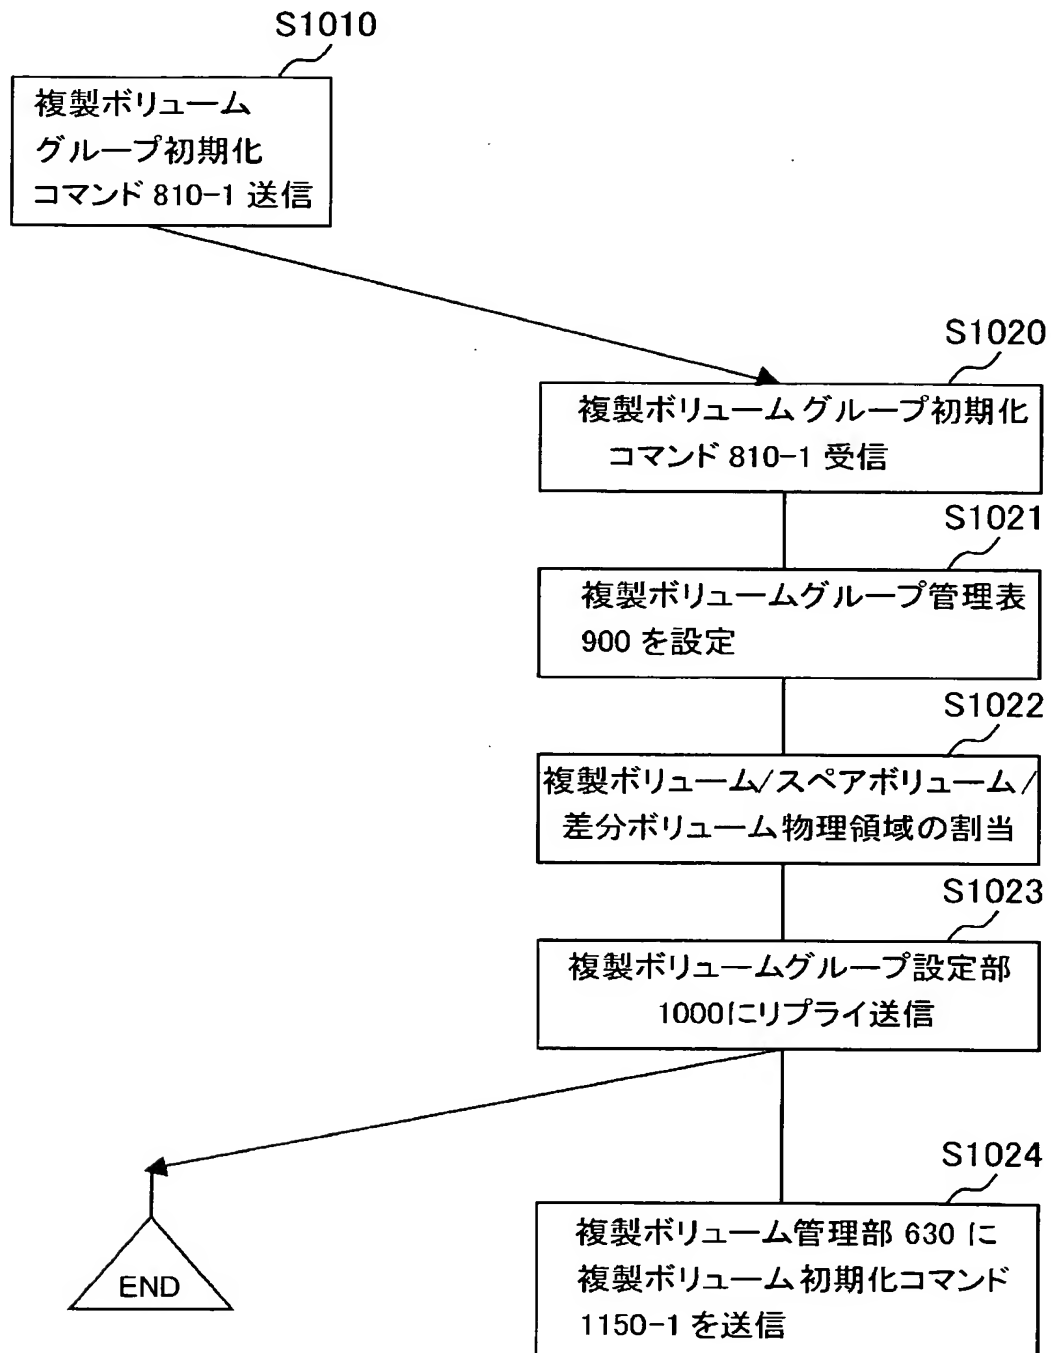 S1010
複製ボリューム
グループ初期化
コマンド 810-1 送信
S1020
複製ボリュームグループ初期化
コマンド 810-1 受信
S1021
複製ボリュームグループ管理表
900 を設定
S1022
複製ボリューム/スペアボリューム/
差分ボリューム物理領域の割当
S1023
複製ボリュームグループ設定部
1000にリプライ送信
S1024
END
複製ボリューム管理部 630 に
複製ボリューム初期化コマンド
1150-1 を送信